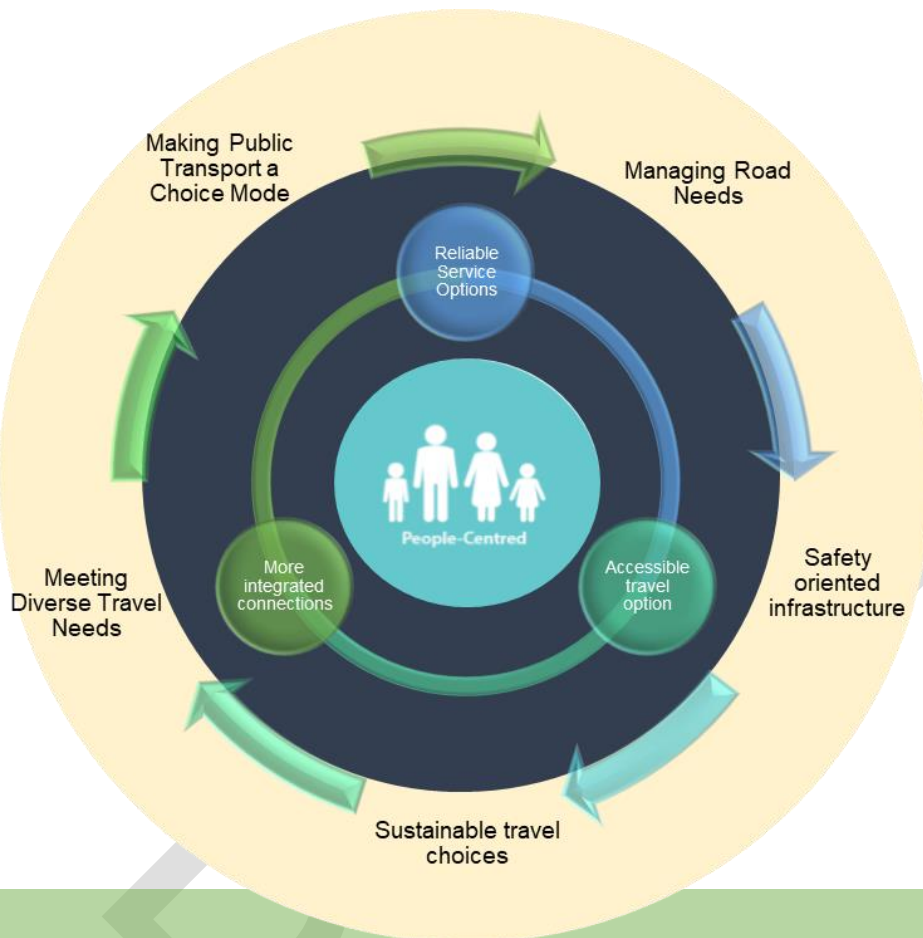 Making Public
Transport a
Choice Mode
Managing Road
Needs
Reliable
Service
Options
People-Centred
More
integrated
connections
Accessible
travel
option
Safety
oriented
infrastructure
Meeting
Diverse Travel
Needs
Sustainable travel
choices